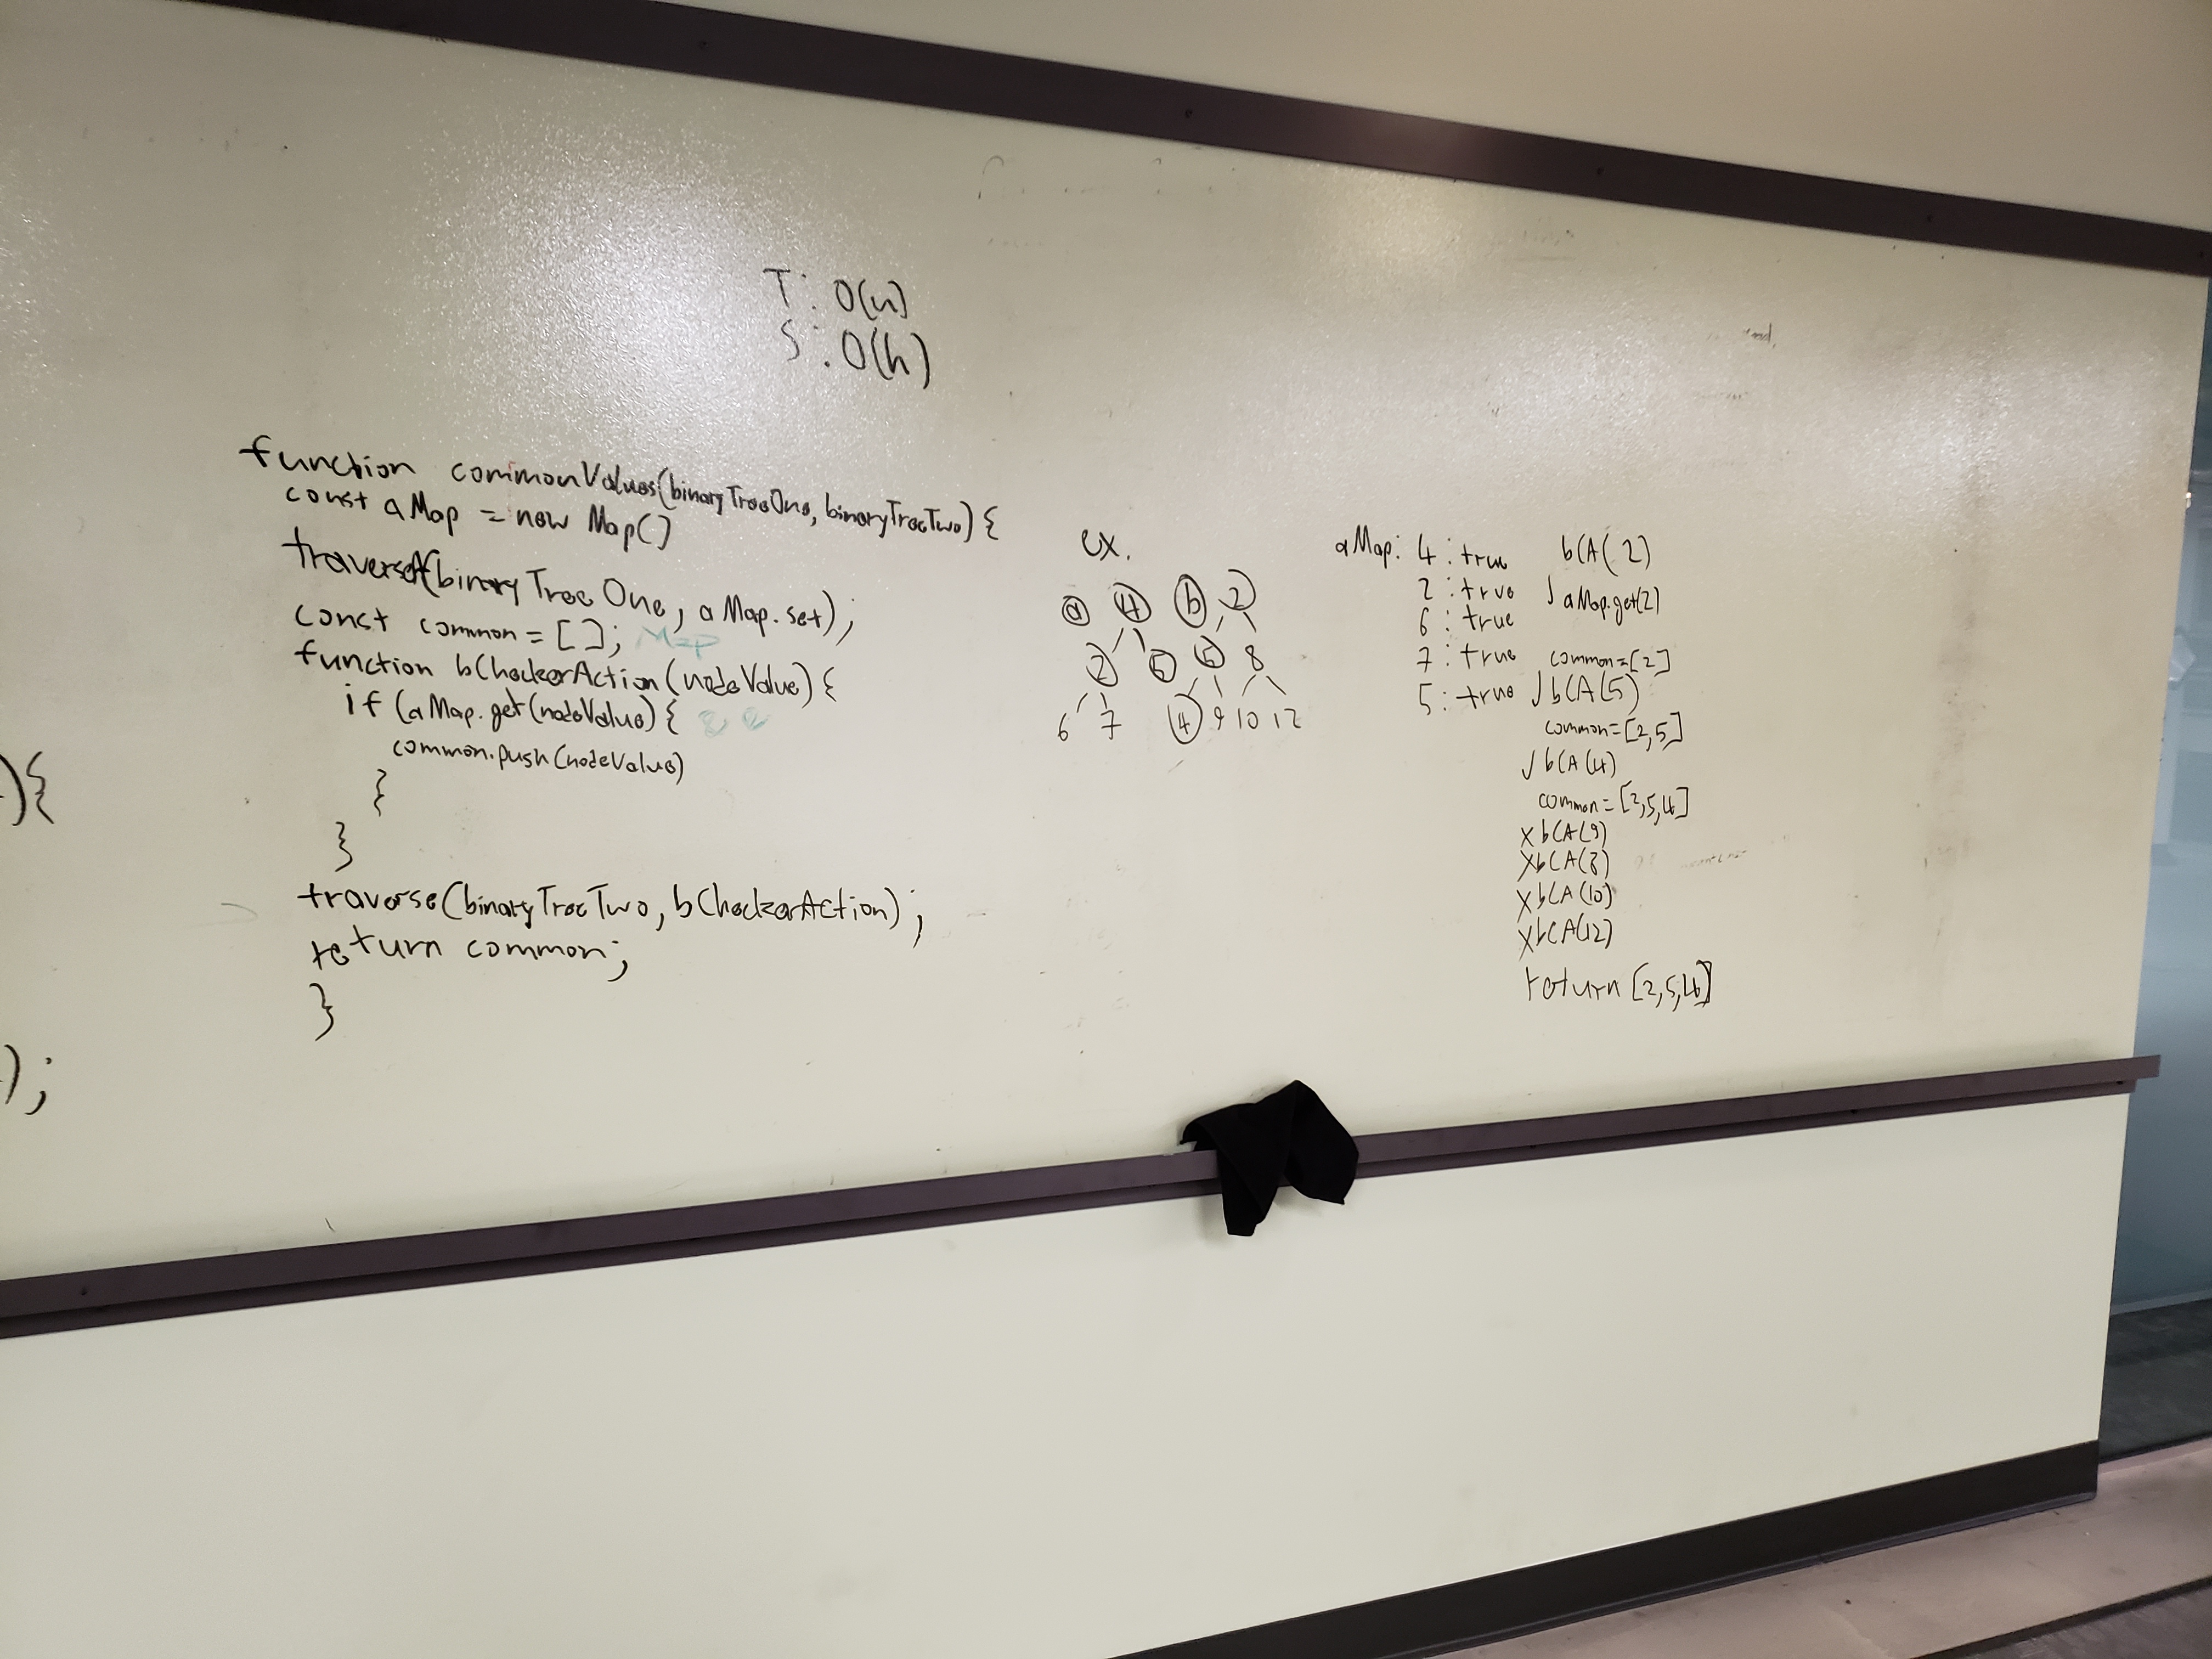 T: O(n)
S: O(h)
function commonValues(binaryTreeOne, binaryTreeTwo) {
const aMap = new Map()
traverse(binaryTreeOne, aMap.set);
const common = [];
function bCheckerAction(nodeValue) {
if (aMap.get(nodeValue) {
common.push(nodeValue)
}
}
traverse(binaryTreeTwo, bCheckerAction);
return common;
}
){
);
ex.
a 4 b 2
2 5 5 8
6 7 4 9 10 12
aMap: 4 : true
2 : true
6 : true
7 : true
5 : true
bCA(2)
√ aMap.get(2)
common=[2]
√ bCA(5)
common=[2,5]
√ bCA(4)
common=[2,5,4]
X bCA(9)
X bCA(8)
X bCA(10)
X bCA(12)
return [2,5,4]